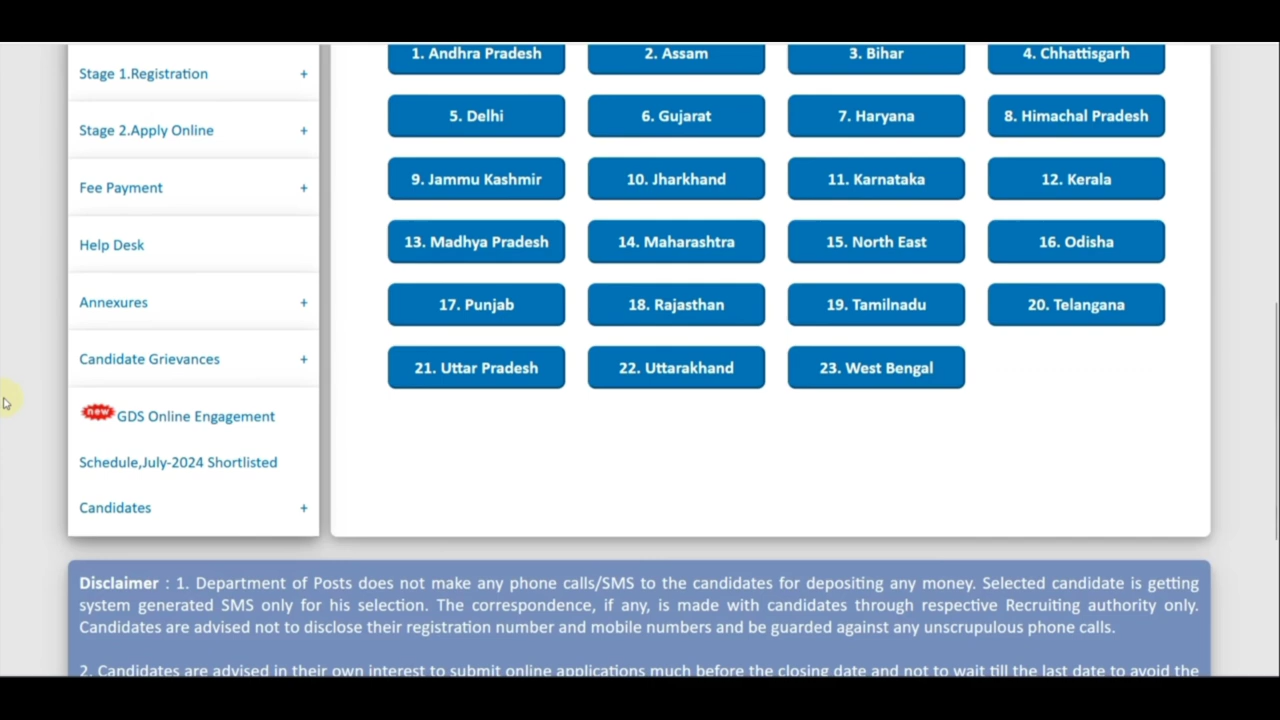 Stage 1.Registration +
Stage 2.Apply Online +
Fee Payment +
Help Desk
Annexures +
Candidate Grievances +
new GDS Online Engagement
Schedule,July-2024 Shortlisted
Candidates +
1. Andhra Pradesh 2. Assam 3. Bihar 4. Chhattisgarh
5. Delhi 6. Gujarat 7. Haryana 8. Himachal Pradesh
9. Jammu Kashmir 10. Jharkhand 11. Karnataka 12. Kerala
13. Madhya Pradesh 14. Maharashtra 15. North East 16. Odisha
17. Punjab 18. Rajasthan 19. Tamilnadu 20. Telangana
21. Uttar Pradesh 22. Uttarakhand 23. West Bengal
Disclaimer : 1. Department of Posts does not make any phone calls/SMS to the candidates for depositing any money. Selected candidate is getting
system generated SMS only for his selection. The correspondence, if any, is made with candidates through respective Recruiting authority only.
Candidates are advised not to disclose their registration number and mobile numbers and be guarded against any unscrupulous phone calls.
2. Candidates are advised in their own interest to submit online applications much before the closing date and not to wait till the last date to avoid the